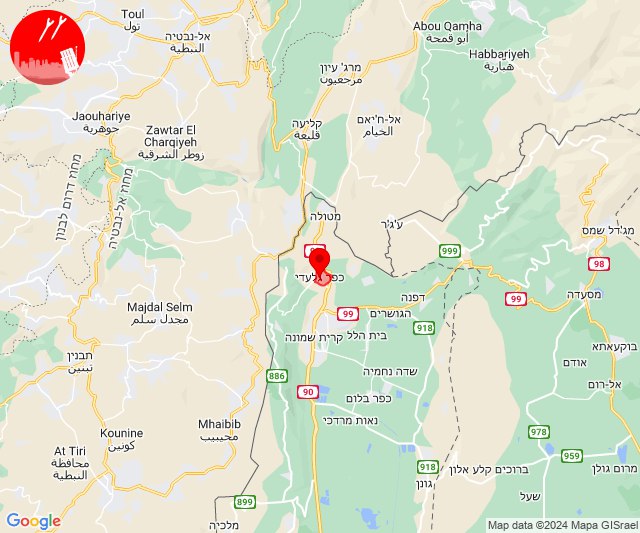 Toul
تول
אל-נבטיה
النبطية
Abou Qamha
أبو قمحة
Habbariyeh
هبارية
מרג' עיון
مرجعيون
Jaouhariye
جوهرية
Zawtar El
Charqiyeh
زوطر الشرقية
קליעה
قليعة
אל-ח'יאם
الخيام
מחוז דרום לבנון
מחוז אל-נבטיה
מטולה
ע'ג'ר
מג'דל שמס
999
98
כפר גלעדי
99
דפנה
99
מסעדה
Majdal Selm
مجدل سلم
הגושרים
918
קרית שמונה
בית הלל
תבנין
تبنين
בוקעאתא
אודם
886
שדה נחמיה
אל-רום
90
כפר בלום
Mhaibib
محيبيب
נאות מרדכי
Kounine
كونين
978
At Tiri
محافظة
النبطية
959
918
ברוכים קלע אלון
מרום גולן
גונן
899
שעל
מלכיה
Google
Map data ©2024 Mapa GISrael